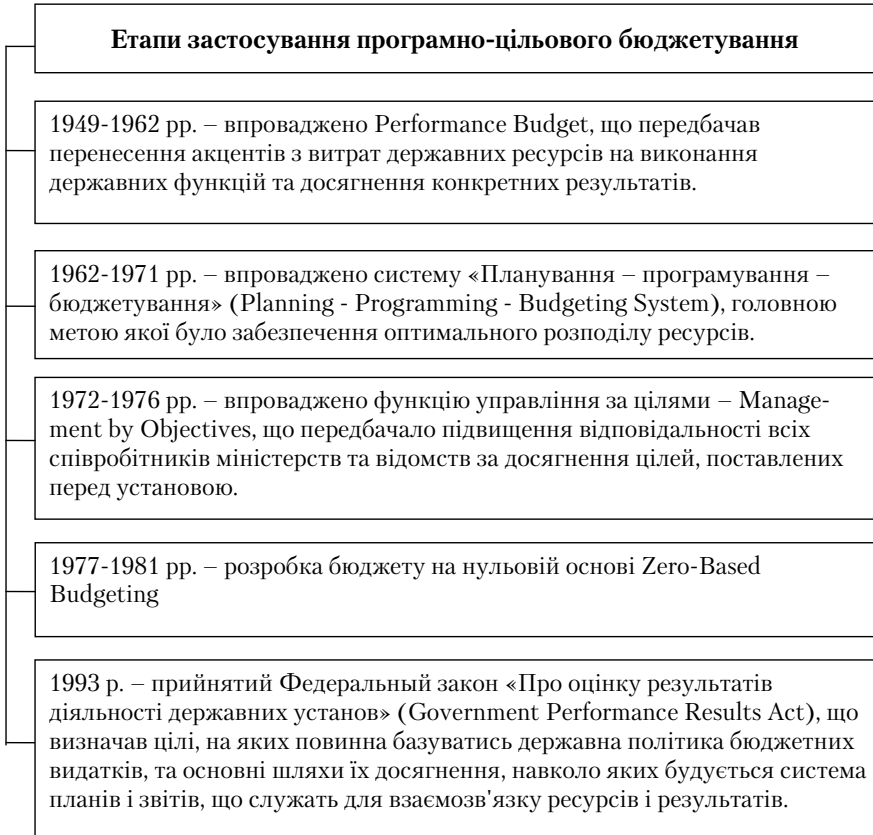 Етапи застосування програмно-цільового бюджетування
1949-1962 рр. – впроваджено Performance Budget, що передбачав
перенесення акцентів з витрат державних ресурсів на виконання
державних функцій та досягнення конкретних результатів.
1962-1971 рр. – впроваджено систему «Планування – програмування –
бюджетування» (Planning - Programming - Budgeting System), головною
метою якої було забезпечення оптимального розподілу ресурсів.
1972-1976 рр. – впроваджено функцію управління за цілями – Manage-
ment by Objectives, що передбачало підвищення відповідальності всіх
співробітників міністерств та відомств за досягнення цілей, поставлених
перед установою.
1977-1981 рр. – розробка бюджету на нульовій основі Zero-Based
Budgeting
1993 р. – прийнятий Федеральный закон «Про оцінку результатів
діяльності державних установ» (Government Performance Results Act), що
визначав цілі, на яких повинна базуватись державна політика бюджетних
видатків, та основні шляхи їх досягнення, навколо яких будується система
планів і звітів, що служать для взаємозв'язку ресурсів і результатів.